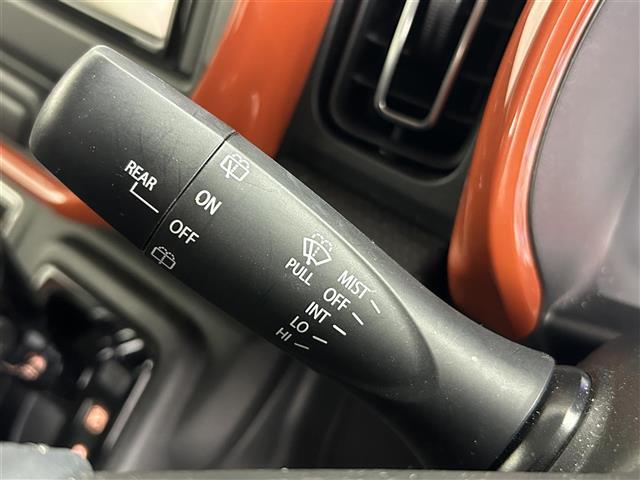 REAR
ON
OFF
PULL
MIST
OFF
INT
LO
HI